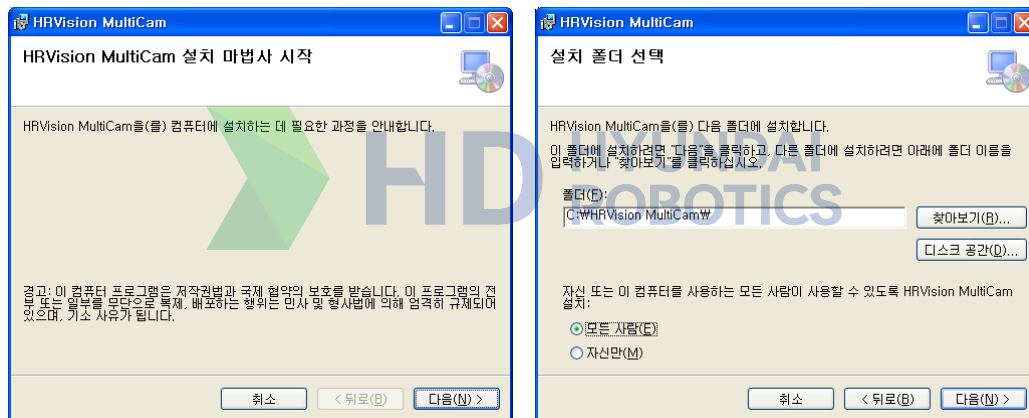 HRVision MultiCam
HRVision MultiCam 설치 마법사 시작
HRVision MultiCam을(를) 컴퓨터에 설치하는 데 필요한 과정을 안내합니다.
경고: 이 컴퓨터 프로그램은 저작권법과 국제 협약의 보호를 받습니다. 이 프로그램의 전
부 또는 일부를 무단으로 복제, 배포하는 행위는 민사 및 형사법에 의해 엄격히 규제되어
있으며, 기소 사유가 됩니다.
취소 < 뒤로(B) 다음(N) >
HRVision MultiCam
설치 폴더 선택
HRVision MultiCam을(를) 다음 폴더에 설치합니다.
이 폴더에 설치하려면 "다음"을 클릭하고, 다른 폴더에 설치하려면 아래에 폴더 이름을
입력하거나 "찾아보기"를 클릭하십시오.
폴더(F):
C:₩HRVision MultiCam₩
찾아보기(R)...
디스크 공간(D)...
자신 또는 이 컴퓨터를 사용하는 모든 사람이 사용할 수 있도록 HRVision MultiCam
설치:
모든 사람(E)
자신만(M)
취소 < 뒤로(B) 다음(N) >
HD HYUNDAI
ROBOTICS